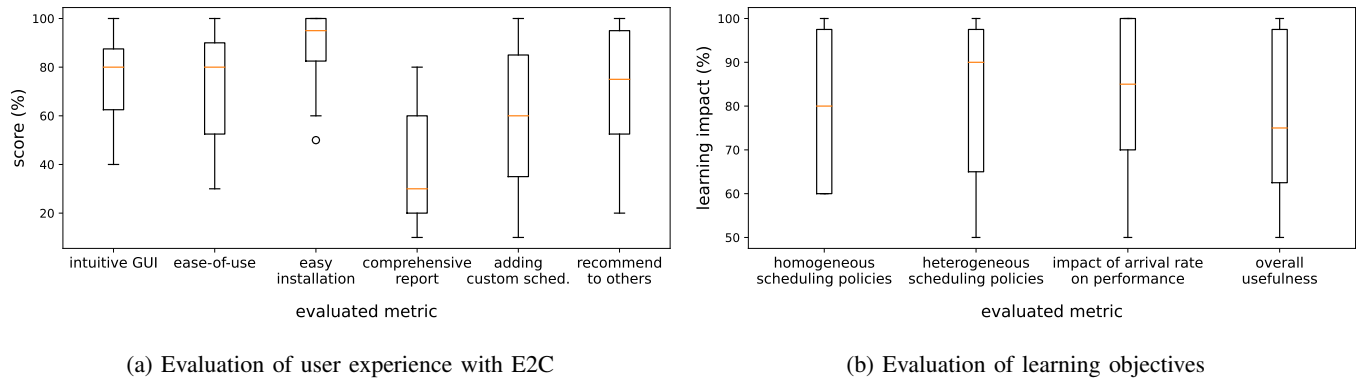 100
80
60
40
20
score (%)
intuitive GUI
ease-of-use
easy
installation
comprehensive
report
adding
custom sched.
recommend
to others
evaluated metric
(a) Evaluation of user experience with E2C
100
90
80
70
60
50
learning impact (%)
homogeneous
scheduling policies
heterogeneous
scheduling policies
impact of arrival rate
on performance
overall
usefulness
evaluated metric
(b) Evaluation of learning objectives